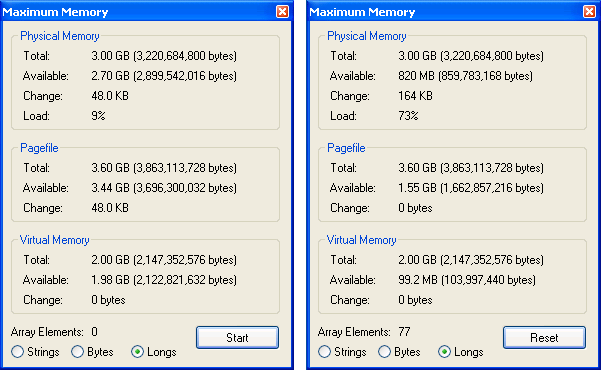 Maximum Memory
Physical Memory
Total: 3.00 GB (3,220,684,800 bytes)
Available: 2.70 GB (2,899,542,016 bytes)
Change: 48.0 KB
Load: 9%
Pagefile
Total: 3.60 GB (3,863,113,728 bytes)
Available: 3.44 GB (3,696,300,032 bytes)
Change: 48.0 KB
Virtual Memory
Total: 2.00 GB (2,147,352,576 bytes)
Available: 1.98 GB (2,122,821,632 bytes)
Change: 0 bytes
Array Elements: 0
Start
Strings Bytes Longs
Maximum Memory
Physical Memory
Total: 3.00 GB (3,220,684,800 bytes)
Available: 820 MB (859,783,168 bytes)
Change: 164 KB
Load: 73%
Pagefile
Total: 3.60 GB (3,863,113,728 bytes)
Available: 1.55 GB (1,662,857,216 bytes)
Change: 0 bytes
Virtual Memory
Total: 2.00 GB (2,147,352,576 bytes)
Available: 99.2 MB (103,997,440 bytes)
Change: 0 bytes
Array Elements: 77
Reset
Strings Bytes Longs